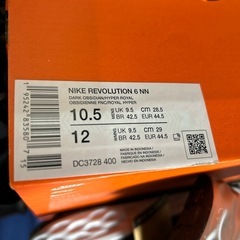 NIKE REVOLUTION 6 NN
DARK OBSIDIAN/HYPER ROYAL
OBSIDIENNE FNC/ROYAL HYPER
10.5 UK 9.5 CM 28.5
BR 42.5 EUR 44.5
12 UK 9.5 CM 29
BR 42.5 EUR 44.5
DC3728 400
MADE IN INDONESIA
FABRIQUÉ EN INDONÉSIE
HECHO EN INDONESIA